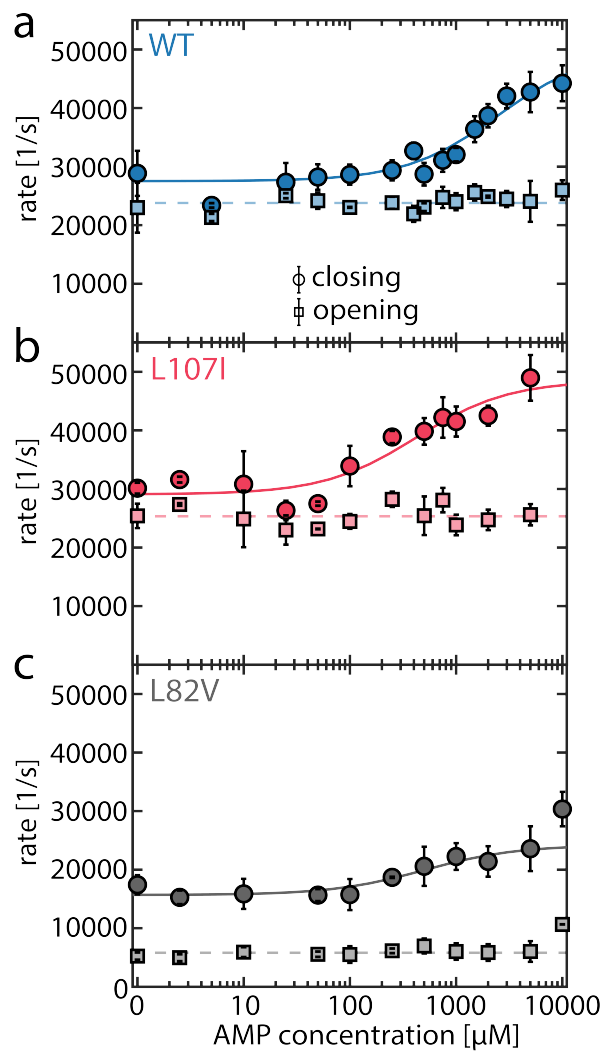 a
WT
50000
40000
30000
20000
10000
rate [1/s]
closing
opening
b
L107I
50000
40000
30000
20000
10000
rate [1/s]
c
L82V
50000
40000
30000
20000
10000
0
rate [1/s]
0 10 100 1000 10000
AMP concentration [µM]